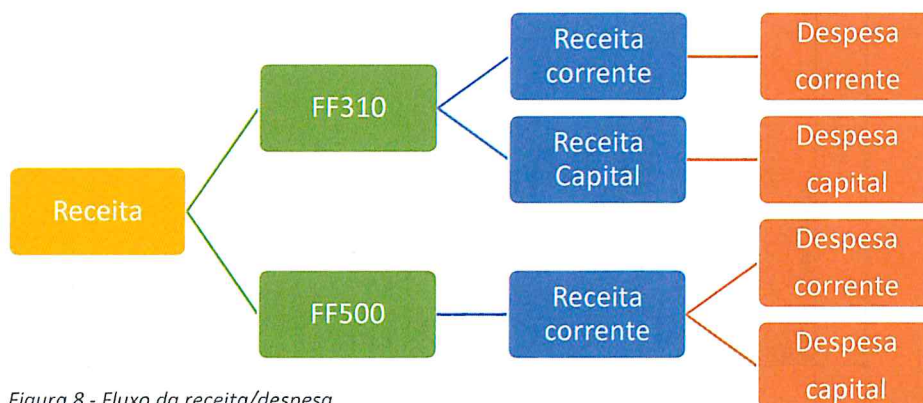 Receita
FF310
FF500
Receita
corrente
Receita
Capital
Receita
corrente
Despesa
corrente
Despesa
capital
Despesa
corrente
Despesa
capital
Figura 8 - Fluxo da receita/despesa